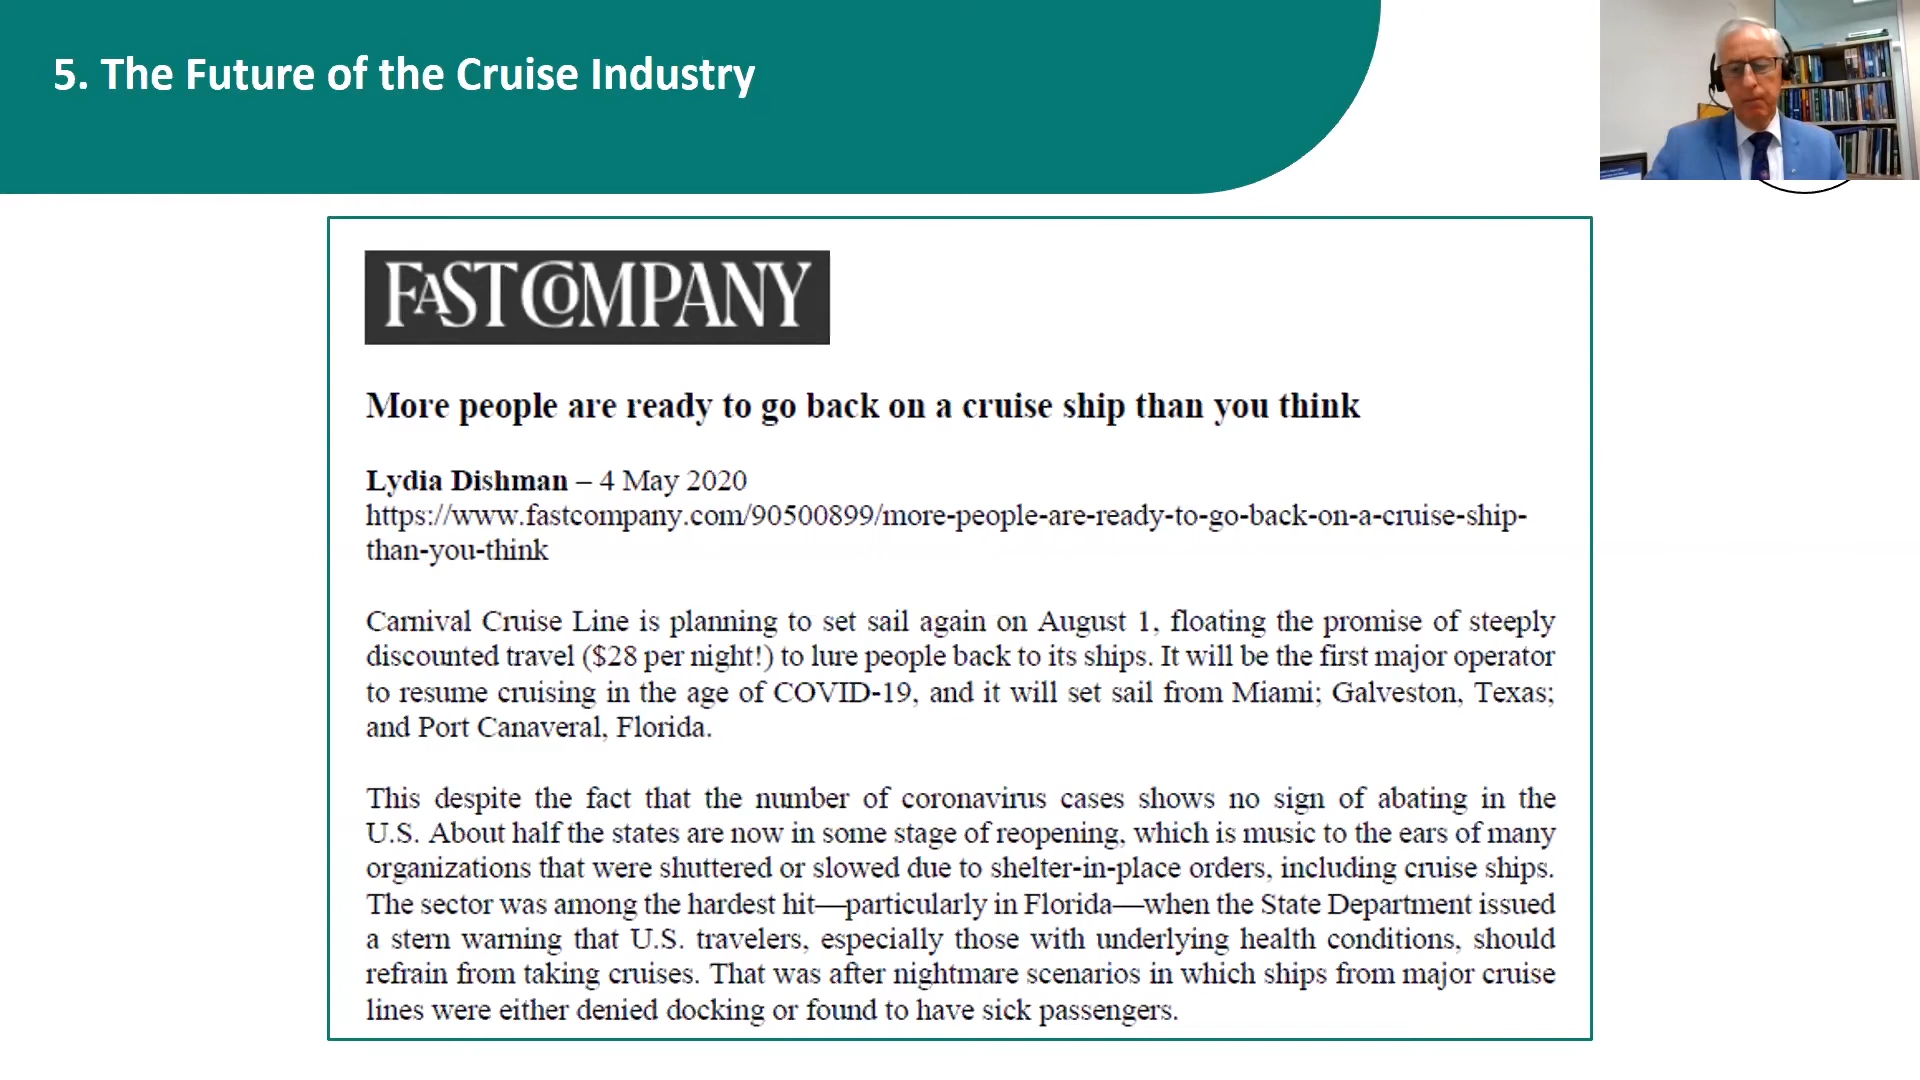 5. The Future of the Cruise Industry
FAST COMPANY
More people are ready to go back on a cruise ship than you think
Lydia Dishman – 4 May 2020
https://www.fastcompany.com/90500899/more-people-are-ready-to-go-back-on-a-cruise-ship-
than-you-think
Carnival Cruise Line is planning to set sail again on August 1, floating the promise of steeply
discounted travel ($28 per night!) to lure people back to its ships. It will be the first major operator
to resume cruising in the age of COVID-19, and it will set sail from Miami; Galveston, Texas;
and Port Canaveral, Florida.
This despite the fact that the number of coronavirus cases shows no sign of abating in the
U.S. About half the states are now in some stage of reopening, which is music to the ears of many
organizations that were shuttered or slowed due to shelter-in-place orders, including cruise ships.
The sector was among the hardest hit—particularly in Florida—when the State Department issued
a stern warning that U.S. travelers, especially those with underlying health conditions, should
refrain from taking cruises. That was after nightmare scenarios in which ships from major cruise
lines were either denied docking or found to have sick passengers.